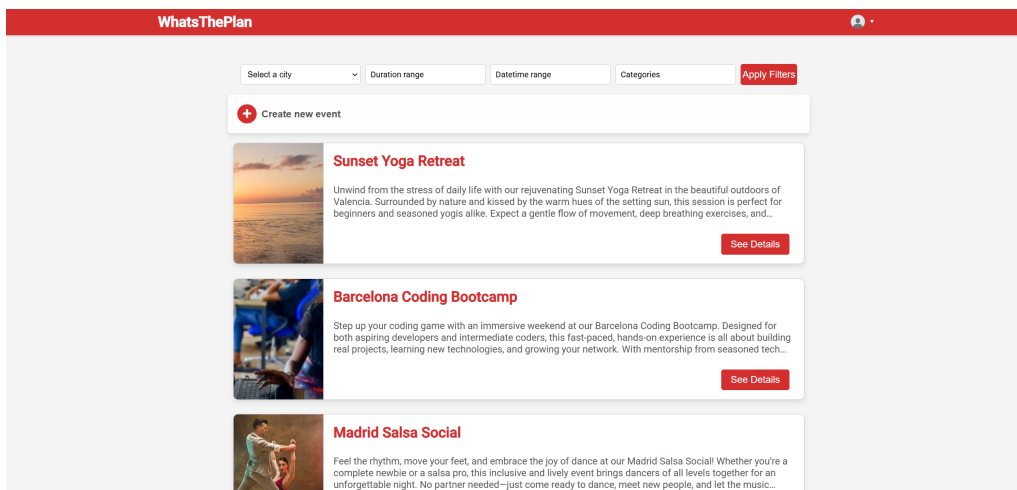 WhatsThePlan
Select a city
Duration range
Datetime range
Categories
Apply Filters
Create new event
Sunset Yoga Retreat
Unwind from the stress of daily life with our rejuvenating Sunset Yoga Retreat in the beautiful outdoors of
Valencia. Surrounded by nature and kissed by the warm hues of the setting sun, this session is perfect for
beginners and seasoned yogis alike. Expect a gentle flow of movement, deep breathing exercises, and...
See Details
Barcelona Coding Bootcamp
Step up your coding game with an immersive weekend at our Barcelona Coding Bootcamp. Designed for
both aspiring developers and intermediate coders, this fast-paced, hands-on experience is all about building
real projects, learning new technologies, and growing your network. With mentorship from seasoned tech...
See Details
Madrid Salsa Social
Feel the rhythm, move your feet, and embrace the joy of dance at our Madrid Salsa Social! Whether you're a
complete newbie or a salsa pro, this inclusive and lively event brings dancers of all levels together for an
unforgettable night. No partner needed—just come ready to dance, meet new people, and let the music...